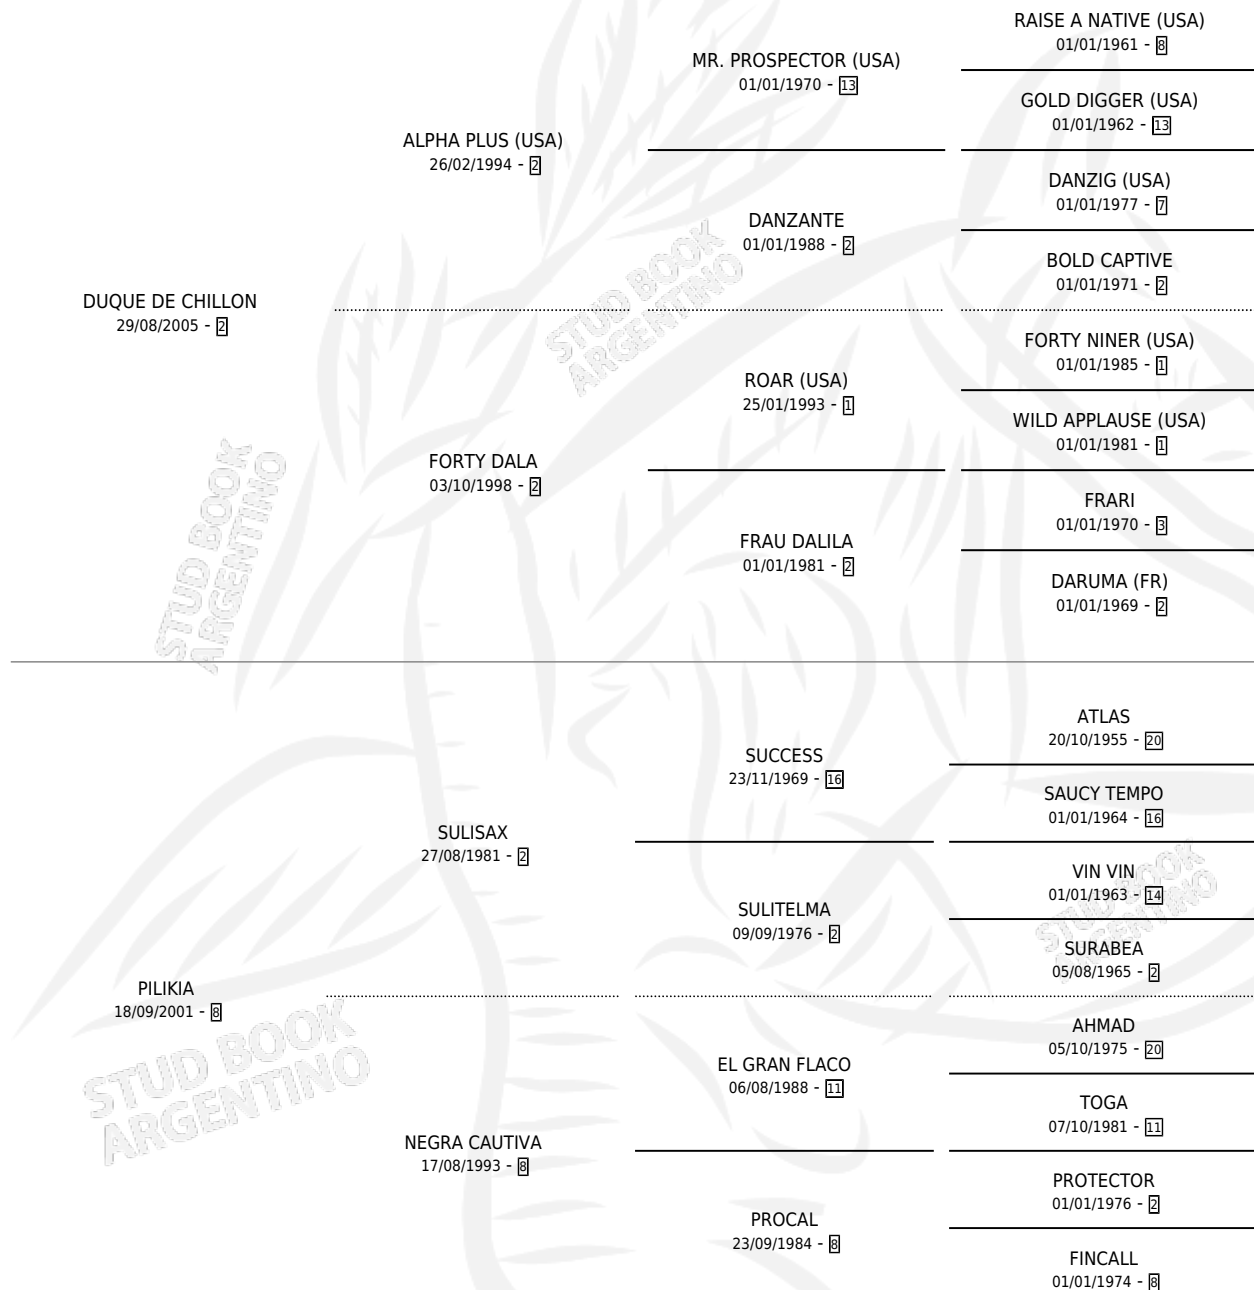 RAISE A NATIVE (USA)
01/01/1961 - 8
MR. PROSPECTOR (USA)
01/01/1970 - 13
GOLD DIGGER (USA)
01/01/1962 - 13
ALPHA PLUS (USA)
26/02/1994 - 2
DANZIG (USA)
01/01/1977 - 7
DANZANTE
01/01/1988 - 2
BOLD CAPTIVE
01/01/1971 - 2
DUQUE DE CHILLON
29/08/2005 - 2
FORTY NINER (USA)
01/01/1985 - 1
ROAR (USA)
25/01/1993 - 1
WILD APPLAUSE (USA)
01/01/1981 - 1
FORTY DALA
03/10/1998 - 2
FRARI
01/01/1970 - 3
FRAU DALILA
01/01/1981 - 2
DARUMA (FR)
01/01/1969 - 2
STUD BOOK
ARGENTINO
STUD BOOK
ARGENTINO
ATLAS
20/10/1955 - 20
SUCCESS
23/11/1969 - 16
SAUCY TEMPO
01/01/1964 - 16
SULISAX
27/08/1981 - 2
VIN VIN
01/01/1963 - 14
SULITELMA
09/09/1976 - 2
SURABEA
05/08/1965 - 2
PILIKIA
18/09/2001 - 8
AHMAD
05/10/1975 - 20
EL GRAN FLACO
06/08/1988 - 11
TOGA
07/10/1981 - 11
NEGRA CAUTIVA
17/08/1993 - 8
PROTECTOR
01/01/1976 - 2
PROCAL
23/09/1984 - 8
FINCALL
01/01/1974 - 8
STUD BOOK
ARGENTINO
STUD BOOK
ARGENTINO